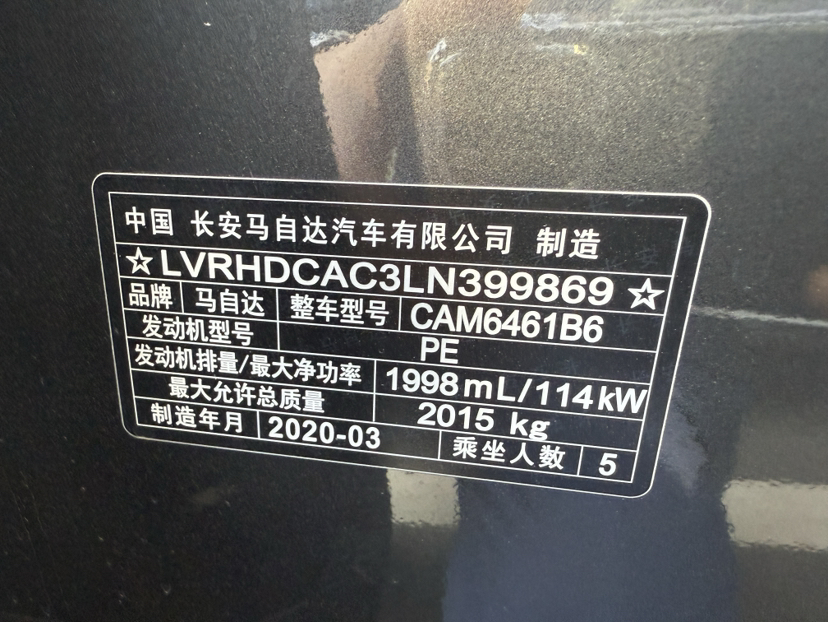 中国 长安马自达汽车有限公司 制造
☆LVRHDCAC3LN399869☆
品牌 马自达 整车型号 CAM6461B6
发动机型号 PE
发动机排量/最大净功率 1998mL/114kW
最大允许总质量 2015 kg
制造年月 2020-03 乘坐人数 5